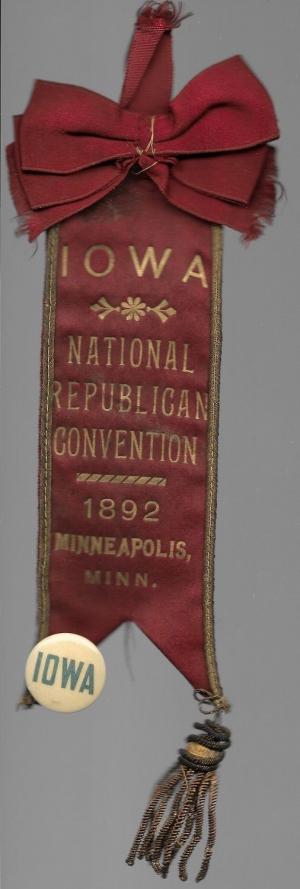 IOWA
NATIONAL
REPUBLICAN
CONVENTION
1892
MINNEAPOLIS,
MINN.
IOWA